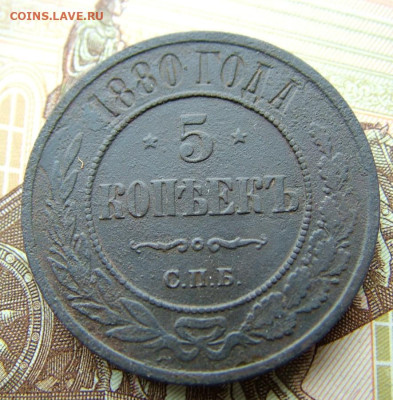 COINS.LAVE.RU
1880 ГОДА
5
КОПѢЕКЪ
С.П.Б.